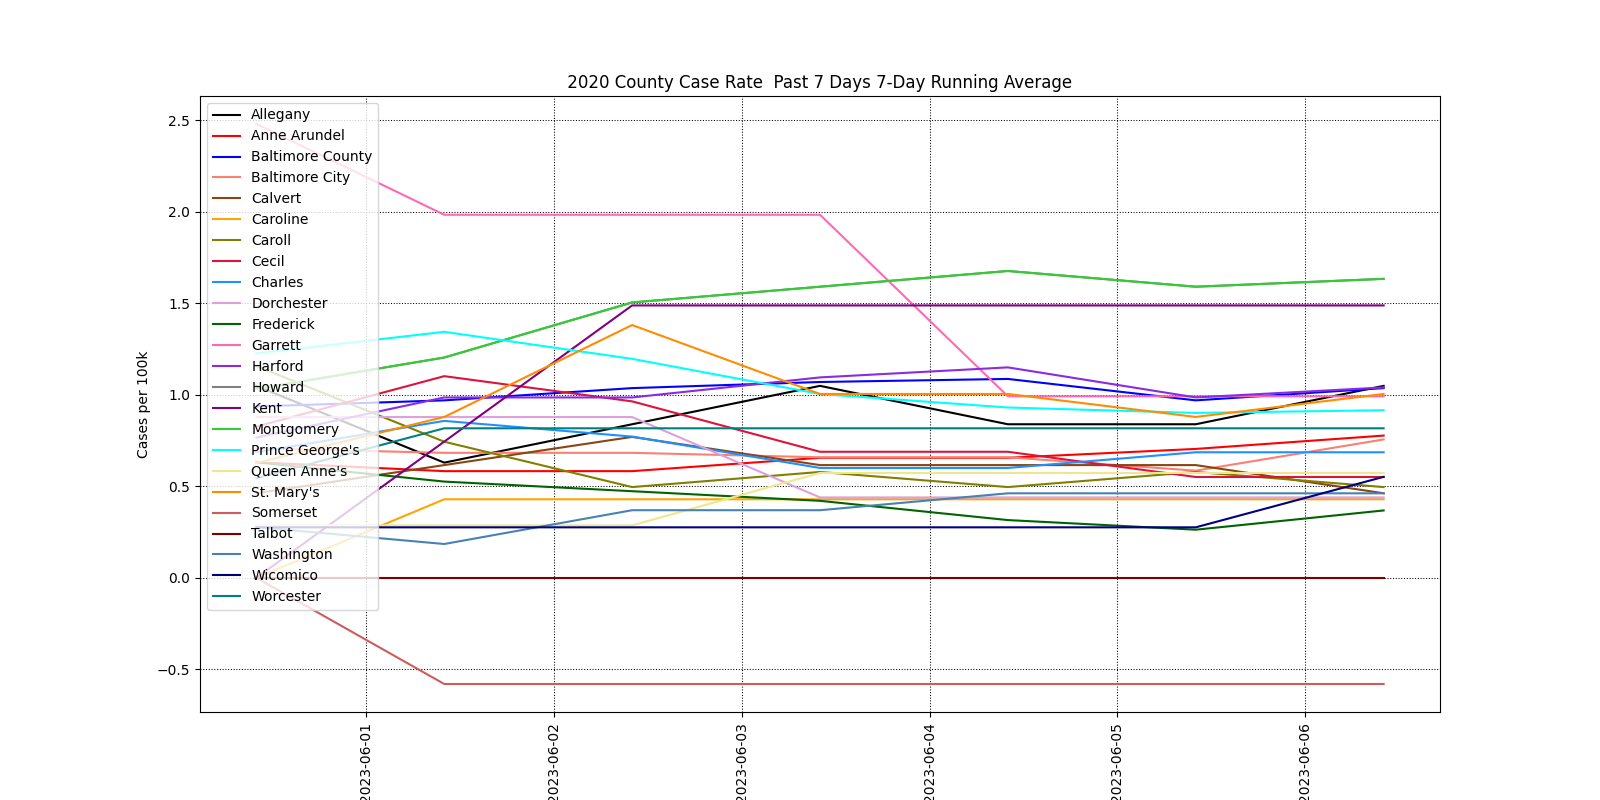 2020 County Case Rate  Past 7 Days 7-Day Running Average
Cases per 100k
2.5
2.0
1.5
1.0
0.5
0.0
−0.5
Allegany
Anne Arundel
Baltimore County
Baltimore City
Calvert
Caroline
Caroll
Cecil
Charles
Dorchester
Frederick
Garrett
Harford
Howard
Kent
Montgomery
Prince George's
Queen Anne's
St. Mary's
Somerset
Talbot
Washington
Wicomico
Worcester
2023-06-01
2023-06-02
2023-06-03
2023-06-04
2023-06-05
2023-06-06